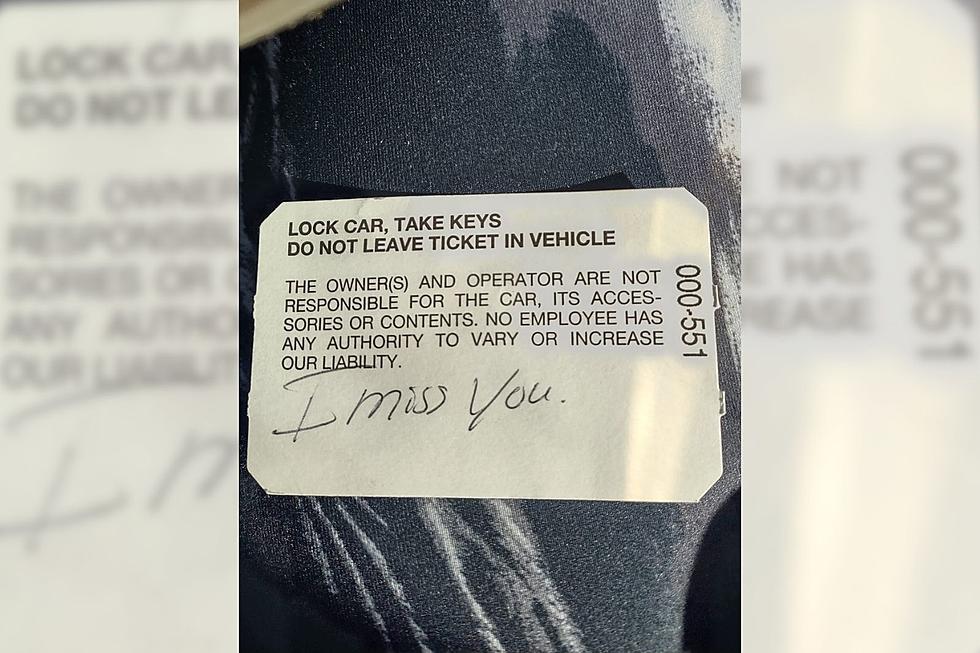 LOCK CAR, TAKE KEYS
DO NOT LEAVE TICKET IN VEHICLE
THE OWNER(S) AND OPERATOR ARE NOT
RESPONSIBLE FOR THE CAR, ITS ACCES-
SORIES OR CONTENTS. NO EMPLOYEE HAS
ANY AUTHORITY TO VARY OR INCREASE
OUR LIABILITY.
I miss You.
000-551